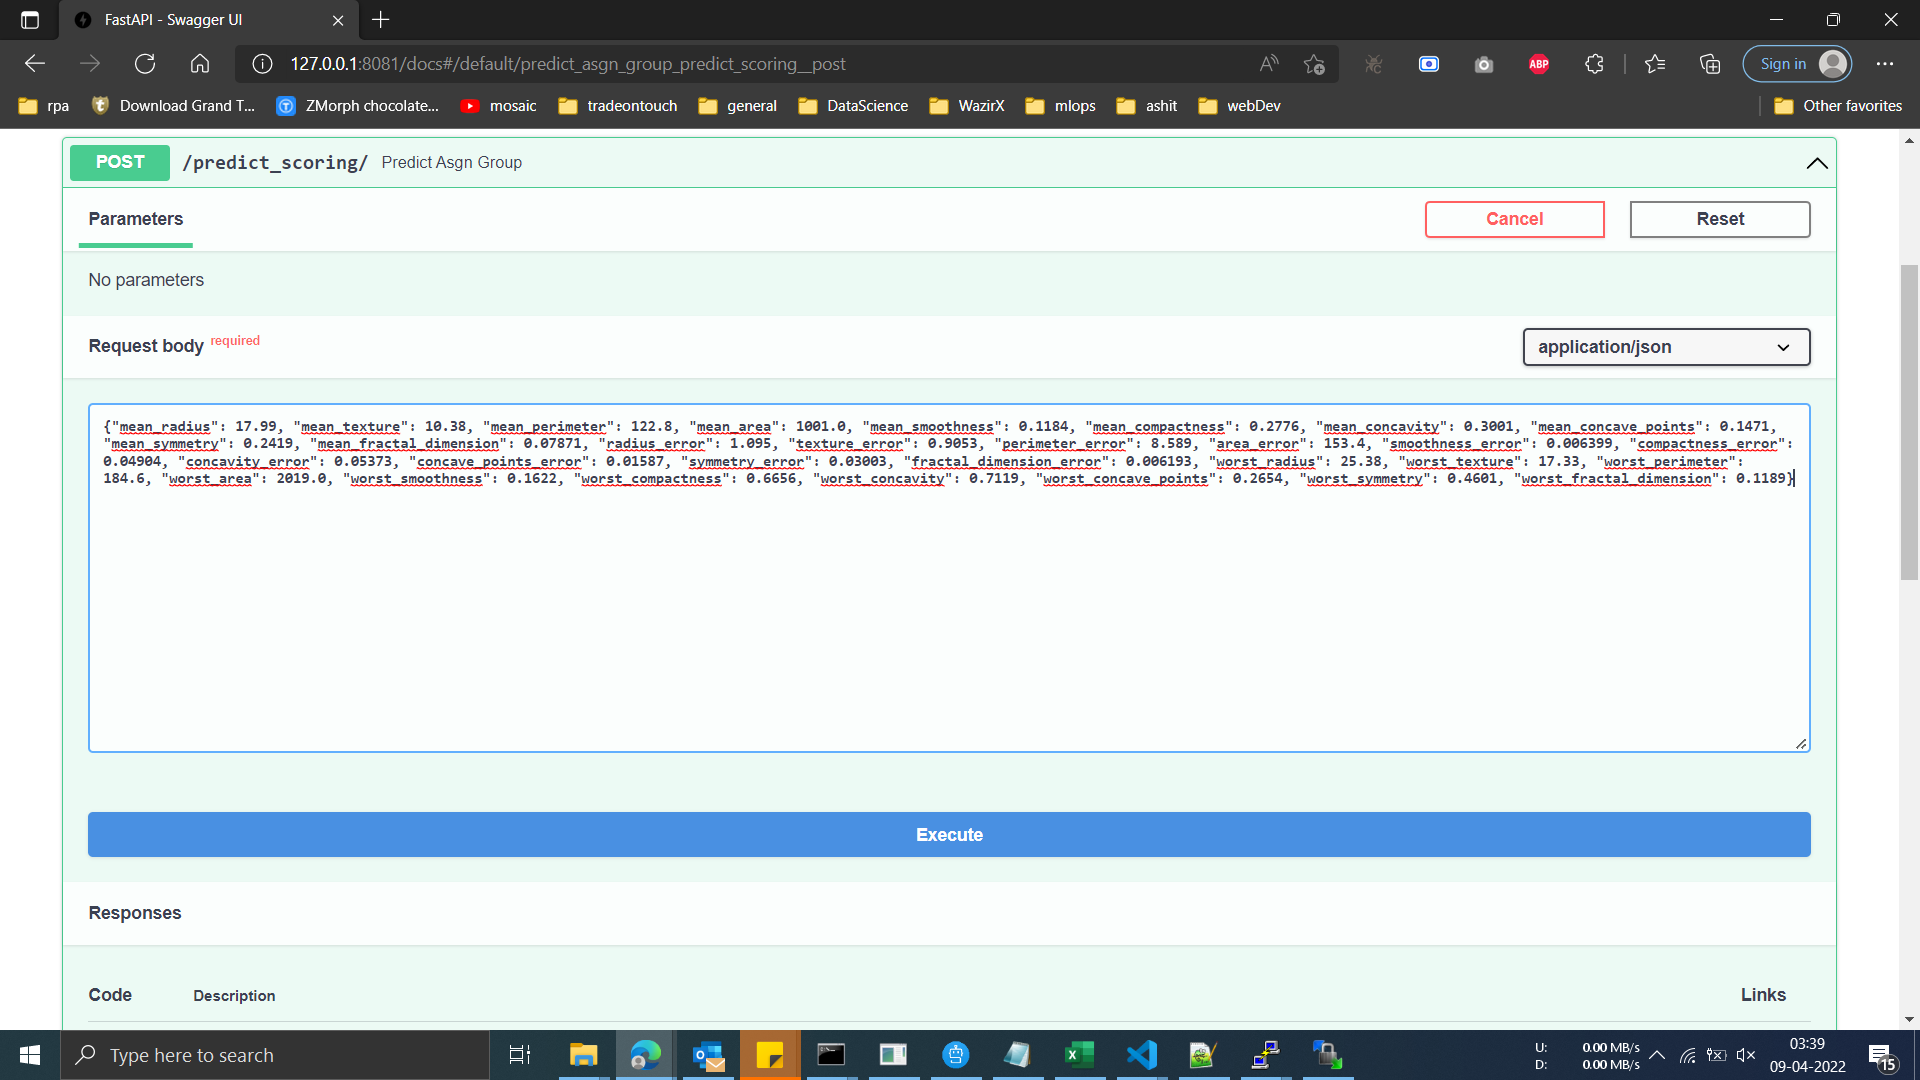 FastAPI - Swagger UI
127.0.0.1:8081/docs#/default/predict_asgn_group_predict_scoring__post
ABP
Sign in
rpa
Download Grand T...
ZMorph chocolate...
mosaic
tradeontouch
general
DataScience
WazirX
mlops
ashit
webDev
Other favorites
POST /predict_scoring/ Predict Asgn Group
Parameters
Cancel
Reset
No parameters
Request body required
application/json
{"mean_radius": 17.99, "mean_texture": 10.38, "mean_perimeter": 122.8, "mean_area": 1001.0, "mean_smoothness": 0.1184, "mean_compactness": 0.2776, "mean_concavity": 0.3001, "mean_concave_points": 0.1471,
"mean_symmetry": 0.2419, "mean_fractal_dimension": 0.07871, "radius_error": 1.095, "texture_error": 0.9053, "perimeter_error": 8.589, "area_error": 153.4, "smoothness_error": 0.006399, "compactness_error":
0.04904, "concavity_error": 0.05373, "concave_points_error": 0.01587, "symmetry_error": 0.03003, "fractal_dimension_error": 0.006193, "worst_radius": 25.38, "worst_texture": 17.33, "worst_perimeter":
184.6, "worst_area": 2019.0, "worst_smoothness": 0.1622, "worst_compactness": 0.6656, "worst_concavity": 0.7119, "worst_concave_points": 0.2654, "worst_symmetry": 0.4601, "worst_fractal_dimension": 0.1189}
Execute
Responses
Code Description Links
Type here to search
U: 0.00 MB/s
D: 0.00 MB/s
03:39
09-04-2022
15